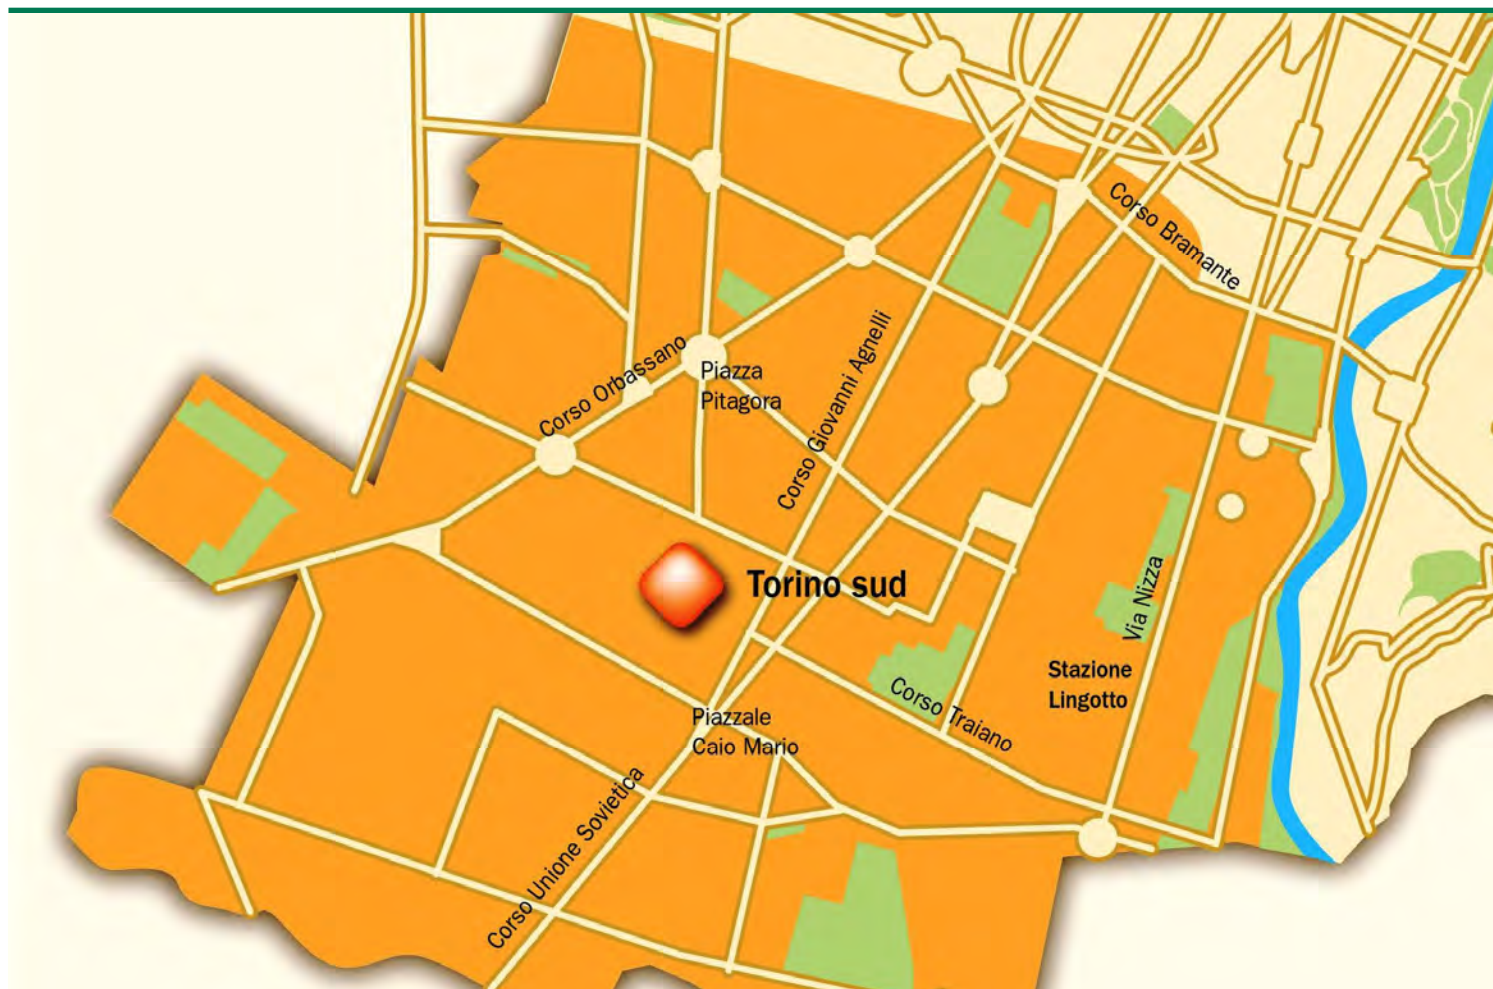 Corso Bramante
Corso Orbassano
Piazza
Pitagora
Corso Giovanni Agnelli
Torino sud
Via Nizza
Stazione
Lingotto
Corso Traiano
Piazzale
Caio Mario
Corso Unione Sovietica